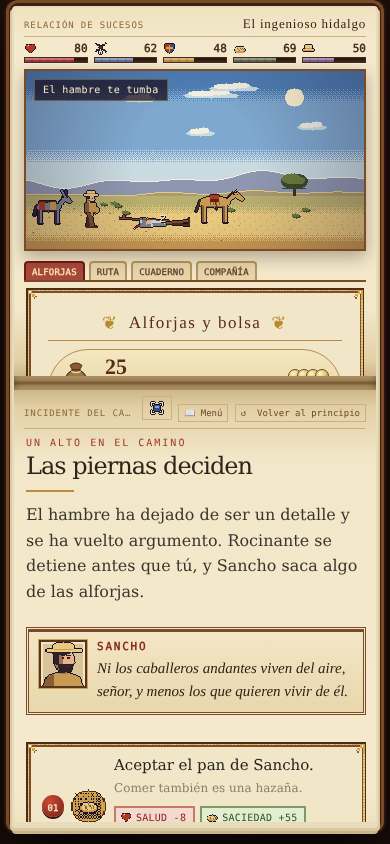 RELACIÓN DE SUCESOS
El ingenioso hidalgo
80 62 48 69 50
El hambre te tumba
ALFORJAS RUTA CUADERNO COMPAÑÍA
Alforjas y bolsa
25
INCIDENTE DEL CA… Menú ↺ Volver al principio
UN ALTO EN EL CAMINO
Las piernas deciden
El hambre ha dejado de ser un detalle y
se ha vuelto argumento. Rocinante se
detiene antes que tú, y Sancho saca algo
de las alforjas.
SANCHO
Ni los caballeros andantes viven del aire,
señor, y menos los que quieren vivir de él.
Aceptar el pan de Sancho.
Comer también es una hazaña.
01
SALUD -8 SACIEDAD +55